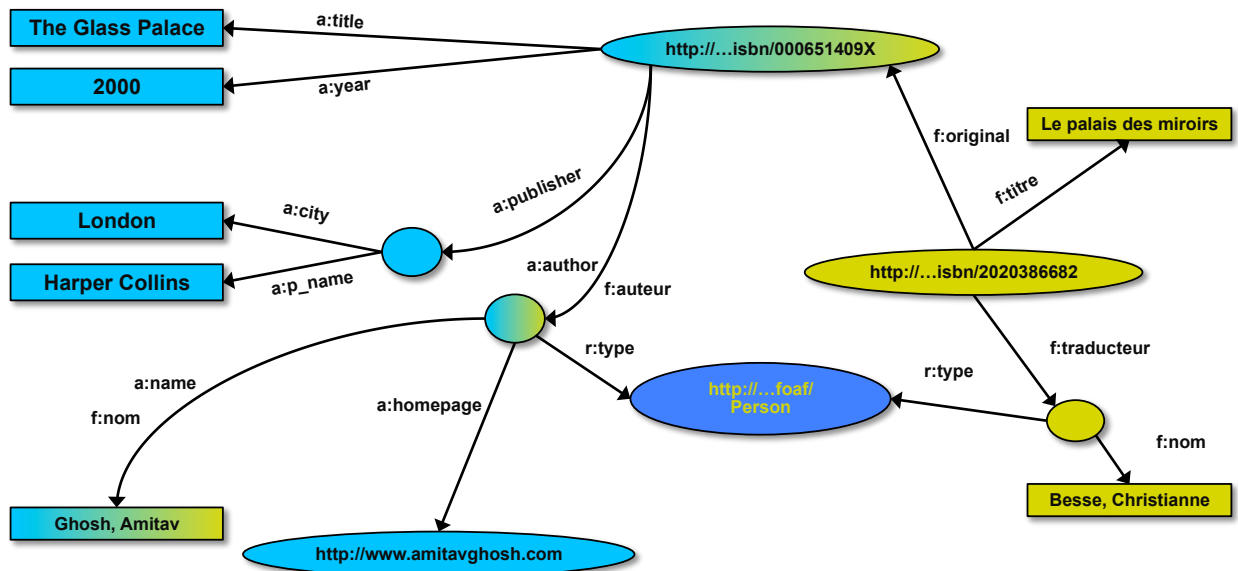 The Glass Palace
a:title
http://…isbn/000651409X
2000
a:year
Le palais des miroirs
f:original
f:titre
a:publisher
London
a:city
Harper Collins
a:p_name
a:author
f:auteur
http://…isbn/2020386682
f:traducteur
r:type
r:type
a:name
f:nom
a:homepage
http://…foaf/
Person
f:nom
Besse, Christianne
Ghosh, Amitav
http://www.amitavghosh.com